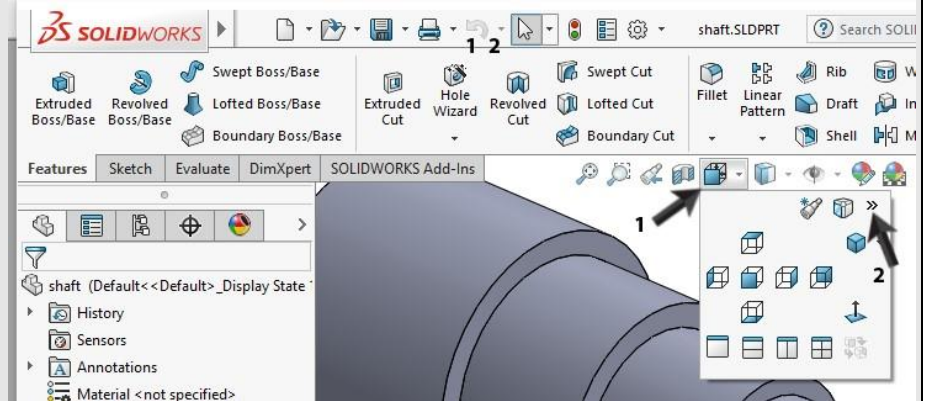 SOLIDWORKS
shaft.SLDPRT
Search SOLI
1 2
Extruded Boss/Base
Revolved Boss/Base
Swept Boss/Base
Lofted Boss/Base
Boundary Boss/Base
Extruded Cut
Hole Wizard
Revolved Cut
Swept Cut
Lofted Cut
Boundary Cut
Fillet
Linear Pattern
Rib
Draft
Shell
W
In
M
Features Sketch Evaluate DimXpert SOLIDWORKS Add-Ins
1
2
shaft (Default<<Default>_Display State
History
Sensors
A Annotations
Material <not specified>